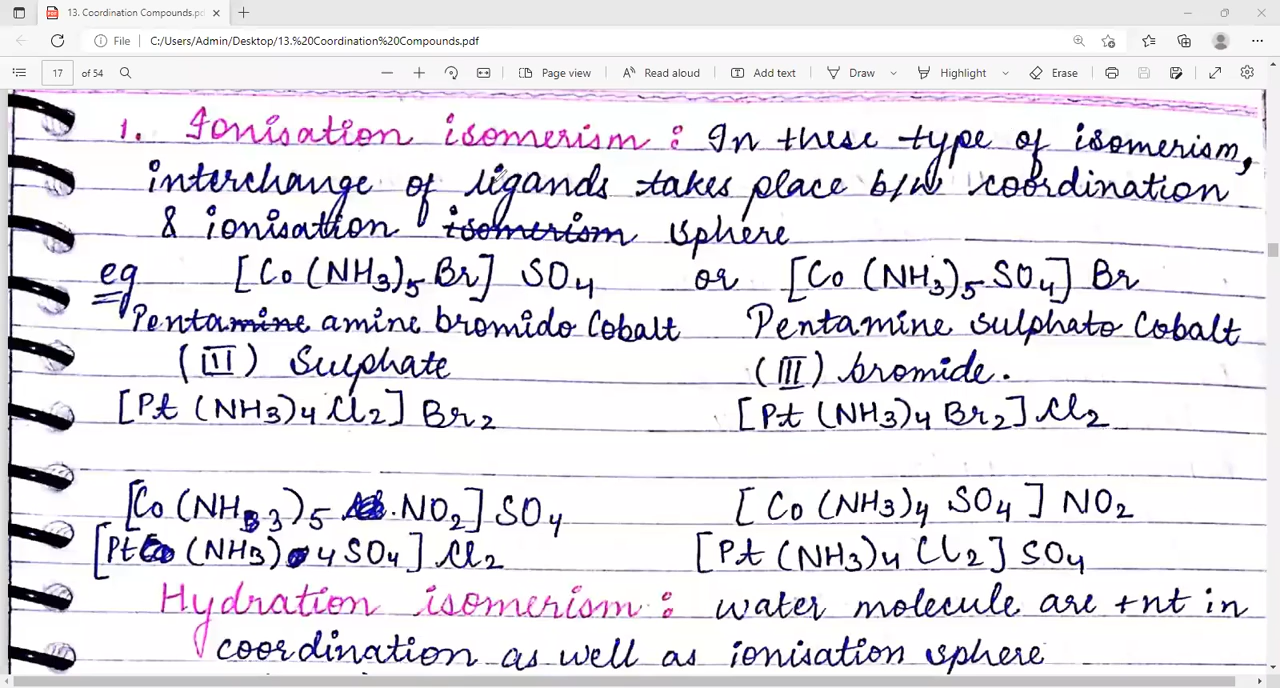 13. Coordination Compounds.pd
File C:/Users/Admin/Desktop/13.%20Coordination%20Compounds.pdf
17 of 54 Page view Read aloud Add text Draw Highlight Erase
1. Ionisation isomerism : In these type of isomerism,
interchange of ligands takes place b/w coordination
& ionisation isomerism sphere
eg [Co (NH3)5 Br] SO4 or [Co (NH3)5 SO4] Br
Pentamine amine bromido Cobalt Pentamine sulphato Cobalt
(III) Sulphate (III) bromide.
[Pt (NH3)4 Cl2] Br2 [Pt (NH3)4 Br2] Cl2
[Co (NH3)5 . NO2] SO4 [Co (NH3)4 SO4] NO2
[Pt (NH3)4 SO4] Cl2 [Pt (NH3)4 Cl2] SO4
Hydration isomerism : water molecule are +nt in
coordination as well as ionisation sphere